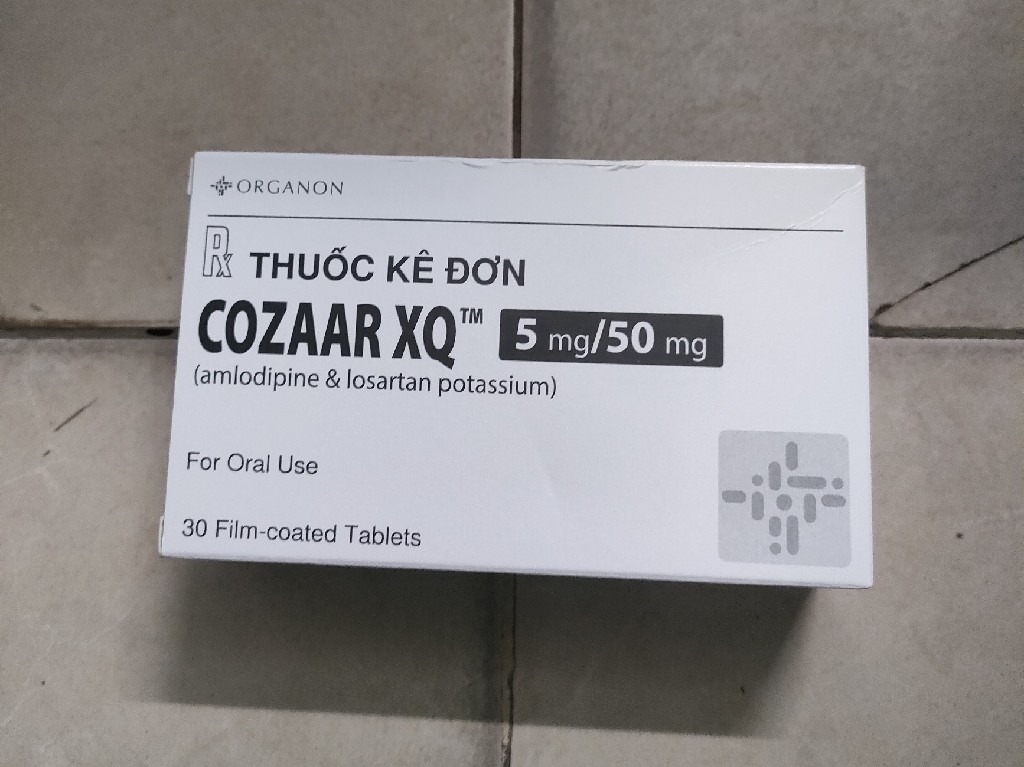 ORGANON
Rx THUỐC KÊ ĐƠN
COZAAR XQ™ 5 mg/50 mg
(amlodipine & losartan potassium)
For Oral Use
30 Film-coated Tablets